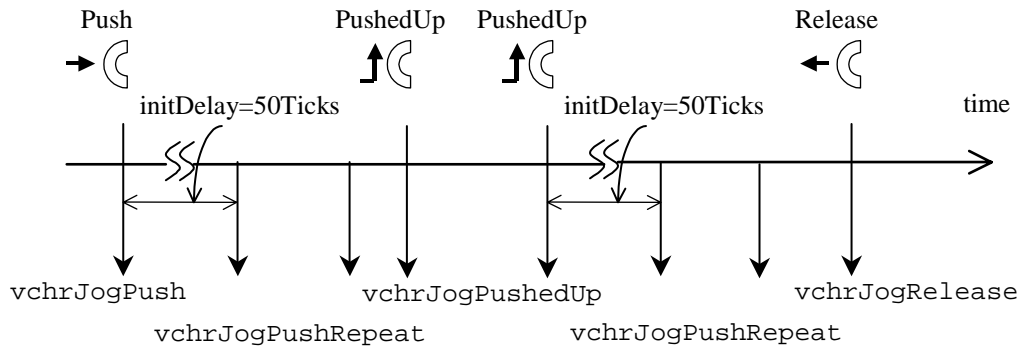 Push PushedUp PushedUp Release
initDelay=50Ticks initDelay=50Ticks time
vchrJogPush vchrJogPushedUp vchrJogRelease
vchrJogPushRepeat vchrJogPushRepeat